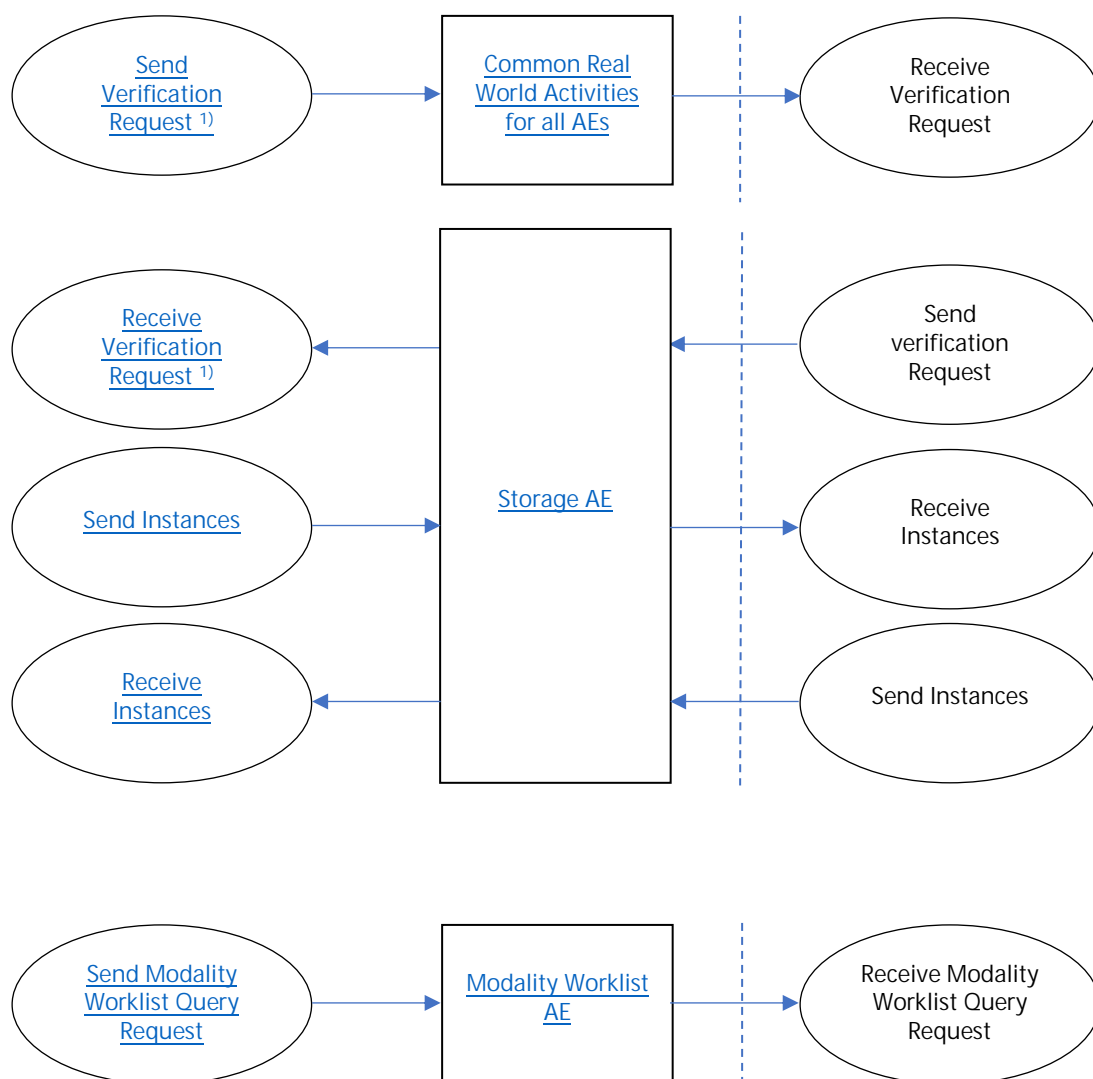 Send
Verification
Request 1)
Common Real
World Activities
for all AEs
Receive
Verification
Request
Receive
Verification
Request 1)
Send
verification
Request
Send Instances
Storage AE
Receive
Instances
Receive
Instances
Send Instances
Send Modality
Worklist Query
Request
Modality Worklist
AE
Receive Modality
Worklist Query
Request